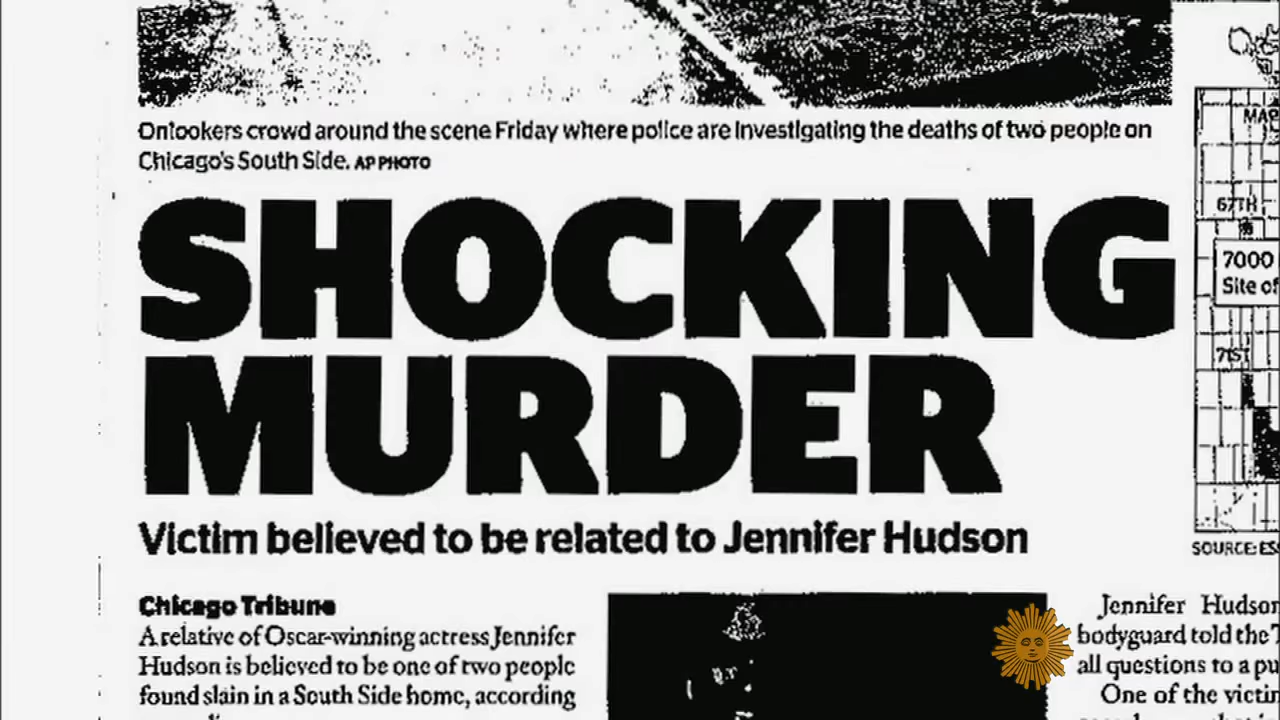 Onlookers crowd around the scene Friday where police are investigating the deaths of two people on
Chicago's South Side. AP PHOTO
SHOCKING
MURDER
Victim believed to be related to Jennifer Hudson
Chicago Tribune
A relative of Oscar-winning actress Jennifer
Hudson is believed to be one of two people
found slain in a South Side home, according
Jennifer Hudson
bodyguard told the
all questions to a
One of the
67TH
7000
Site of
71ST
SOURCE: